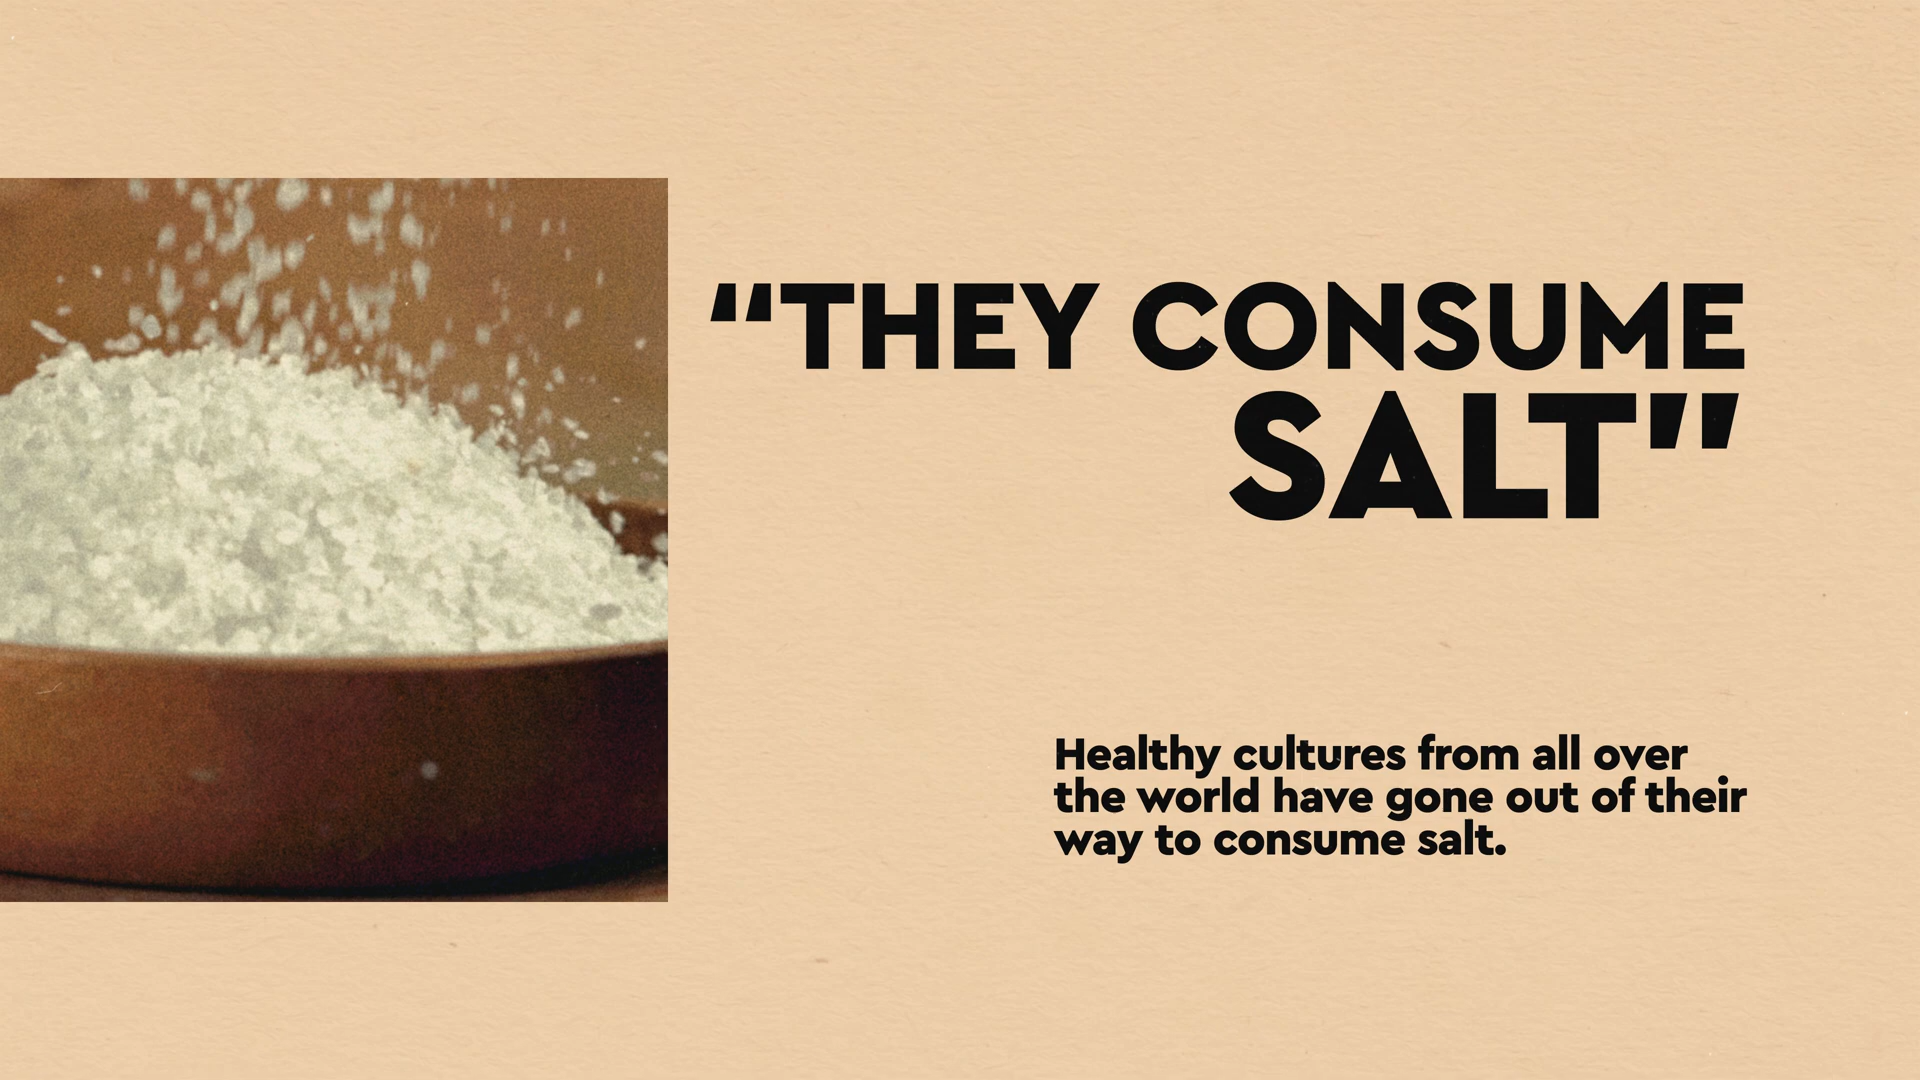 “THEY CONSUME
SALT”
Healthy cultures from all over
the world have gone out of their
way to consume salt.